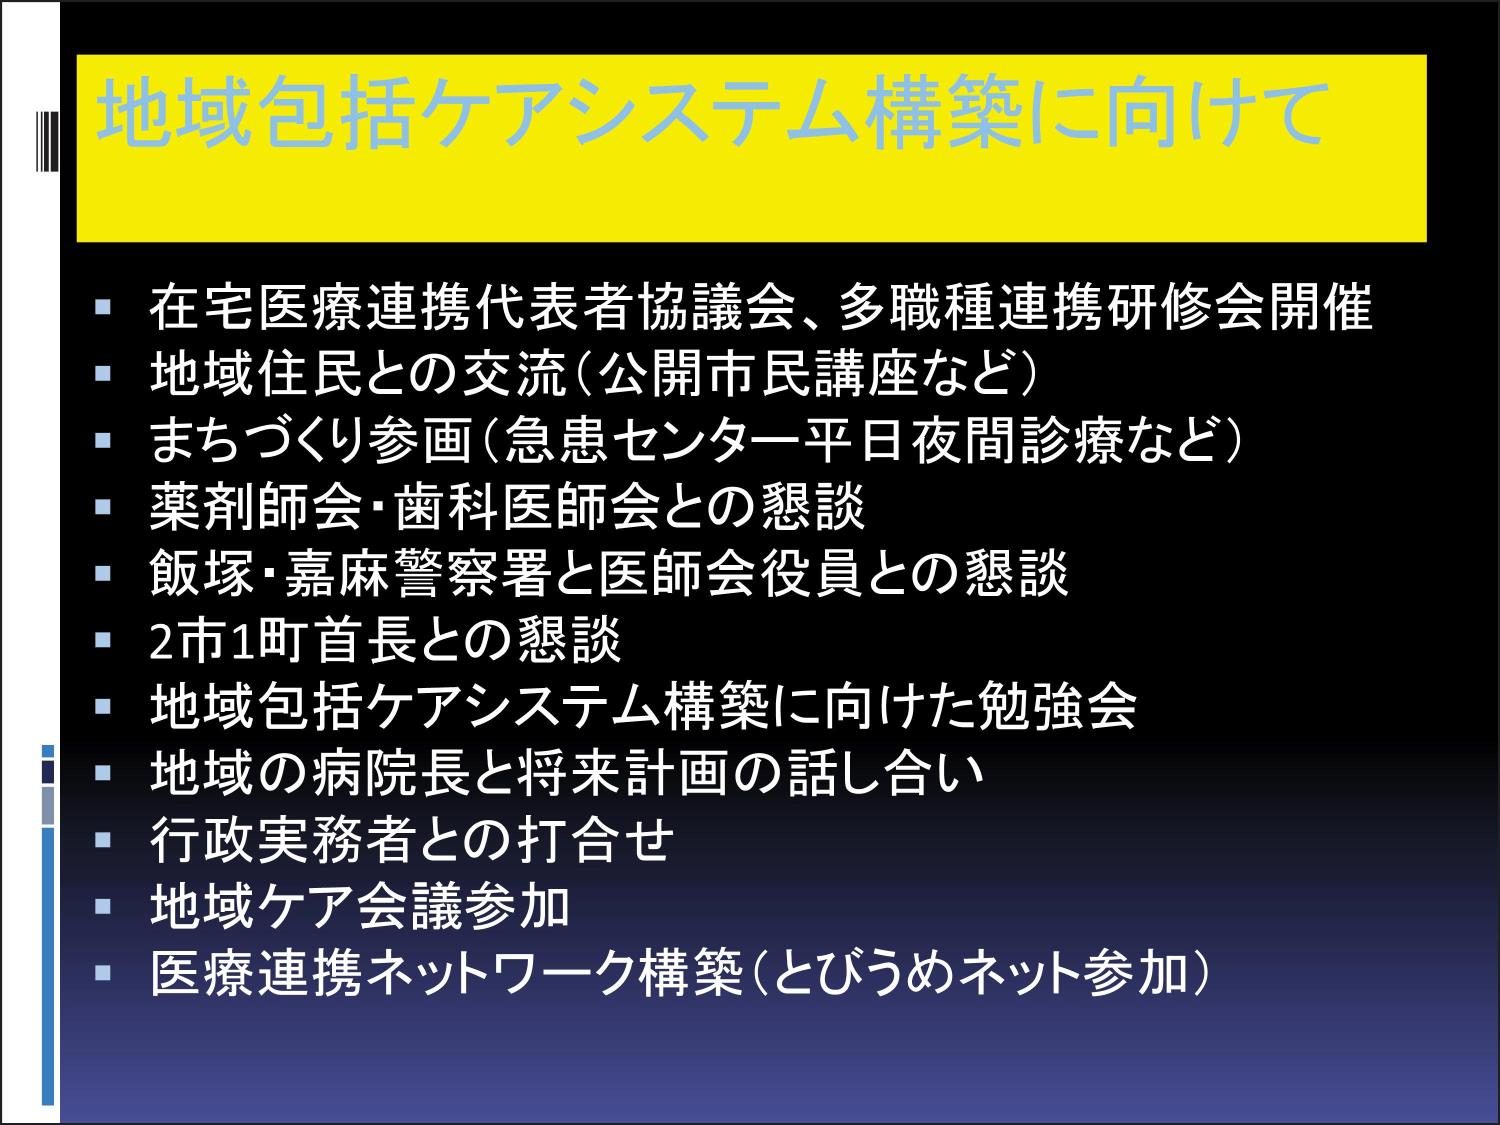 地域包括ケアシステム構築に向けて
▪ 在宅医療連携代表者協議会、多職種連携研修会開催
▪ 地域住民との交流（公開市民講座など）
▪ まちづくり参画（急患センター平日夜間診療など）
▪ 薬剤師会・歯科医師会との懇談
▪ 飯塚・嘉麻警察署と医師会役員との懇談
▪ 2市1町首長との懇談
▪ 地域包括ケアシステム構築に向けた勉強会
▪ 地域の病院長と将来計画の話し合い
▪ 行政実務者との打合せ
▪ 地域ケア会議参加
▪ 医療連携ネットワーク構築（とびうめネット参加）